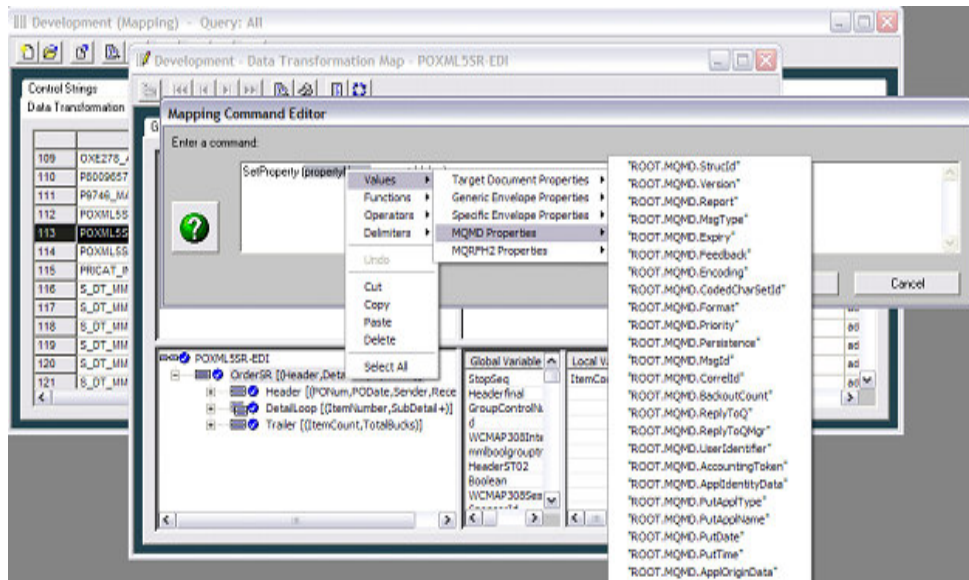 Development (Mapping) - Query: All
Development - Data Transformation Map - POXML5SR-EDI
Control Strings
Data Transformation
Mapping Command Editor
Enter a command:
SetProperty (
Values
Functions
Operators
Delimiters
Undo
Cut
Copy
Paste
Delete
Select All
Target Document Properties
Generic Envelope Properties
Specific Envelope Properties
MQMD Properties
MQRFH2 Properties
"ROOT.MQMD.StrucId"
"ROOT.MQMD.Version"
"ROOT.MQMD.Report"
"ROOT.MQMD.MsgType"
"ROOT.MQMD.Expiry"
"ROOT.MQMD.Feedback"
"ROOT.MQMD.Encoding"
"ROOT.MQMD.CodedCharSetId"
"ROOT.MQMD.Format"
"ROOT.MQMD.Priority"
"ROOT.MQMD.Persistence"
"ROOT.MQMD.MsgId"
"ROOT.MQMD.CorrelId"
"ROOT.MQMD.BackoutCount"
"ROOT.MQMD.ReplyToQ"
"ROOT.MQMD.ReplyToQMgr"
"ROOT.MQMD.UserIdentifier"
"ROOT.MQMD.AccountingToken"
"ROOT.MQMD.ApplIdentityData"
"ROOT.MQMD.PutApplType"
"ROOT.MQMD.PutApplName"
"ROOT.MQMD.PutDate"
"ROOT.MQMD.PutTime"
"ROOT.MQMD.ApplOriginData"
Cancel
109 OXE278_
110 P8009657
111 P9746_
112 POXML5S
113 POXML5S
114 POXML5S
115 PRICAT_
116 S_DT_MM
117 S_DT_MM
118 S_DT_MM
119 S_DT_MM
120 S_DT_MM
121 S_DT_MM
POXML5SR-EDI
OrderSR [(Header,Deta
Header [(PONum,PODate,Sender,Rece
DetailLoop [(ItemNumber,SubDetail+)]
Trailer [(ItemCount,TotalBucks)]
Global Variable
StopSeq
Headerfinal
GroupControlN
d
WCMAP308Inte
mmlboolgrouptr
HeaderST02
Boolean
WCMAP308Ses
Local V
ItemCo